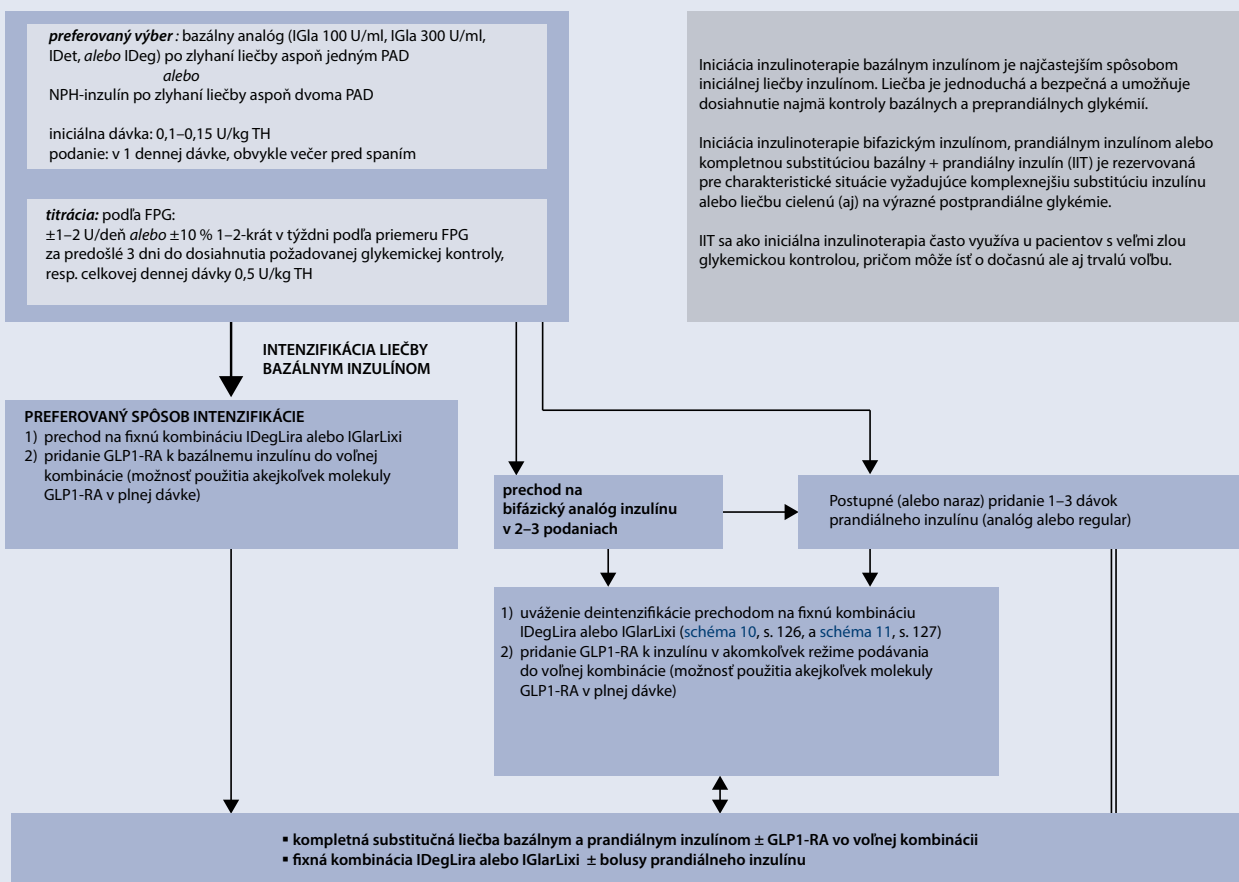 preferovaný výber : bazálny analóg (IGla 100 U/ml, IGla 300 U/ml,
IDet, alebo IDeg) po zlyhaní liečby aspoň jedným PAD
alebo
NPH-inzulín po zlyhaní liečby aspoň dvoma PAD
iniciálna dávka: 0,1–0,15 U/kg TH
podanie: v 1 dennej dávke, obvykle večer pred spaním
titrácia: podľa FPG:
±1–2 U/deň alebo ±10 % 1–2-krát v týždni podľa priemeru FPG
za predošlé 3 dni do dosiahnutia požadovanej glykemickej kontroly,
resp. celkovej dennej dávky 0,5 U/kg TH
Iniciácia inzulinoterapie bazálnym inzulínom je najčastejším spôsobom
iniciálnej liečby inzulínom. Liečba je jednoduchá a bezpečná a umožňuje
dosiahnutie najmä kontroly bazálnych a preprandiálnych glykémií.
Iniciácia inzulinoterapie bifazickým inzulínom, prandiálnym inzulínom alebo
kompletnou substitúciou bazálny + prandiálny inzulín (IIT) je rezervovaná
pre charakteristické situácie vyžadujúce komplexnejšiu substitúciu inzulínu
alebo liečbu cielenú (aj) na výrazné postprandiálne glykémie.
IIT sa ako iniciálna inzulinoterapia často využíva u pacientov s veľmi zlou
glykemickou kontrolou, pričom môže ísť o dočasnú ale aj trvalú voľbu.
INTENZIFIKÁCIA LIEČBY
BAZÁLNYM INZULÍNOM
PREFEROVANÝ SPÔSOB INTENZIFIKÁCIE
1) prechod na fixnú kombináciu IDegLira alebo IGlarLixi
2) pridanie GLP1-RA k bazálnemu inzulínu do voľnej
kombinácie (možnosť použitia akejkoľvek molekuly
GLP1-RA v plnej dávke)
prechod na
bifázický analóg inzulínu
v 2–3 podaniach
Postupné (alebo naraz) pridanie 1–3 dávok
prandiálneho inzulínu (analóg alebo regular)
1) uváženie deintenzifikácie prechodom na fixnú kombináciu
IDegLira alebo IGlarLixi (schéma 10, s. 126, a schéma 11, s. 127)
2) pridanie GLP1-RA k inzulínu v akomkoľvek režime podávania
do voľnej kombinácie (možnosť použitia akejkoľvek molekuly
GLP1-RA v plnej dávke)
▪ kompletná substitučná liečba bazálnym a prandiálnym inzulínom ± GLP1-RA vo voľnej kombinácii
▪ fixná kombinácia IDegLira alebo IGlarLixi ± bolusy prandiálneho inzulínu